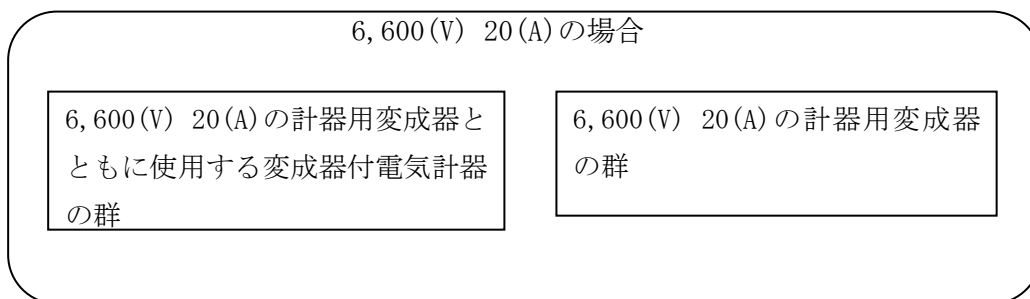 6,600(V) 20(A)の場合
6,600(V) 20(A)の計器用変成器と
ともに使用する変成器付電気計器
の群
6,600(V) 20(A)の計器用変成器
の群